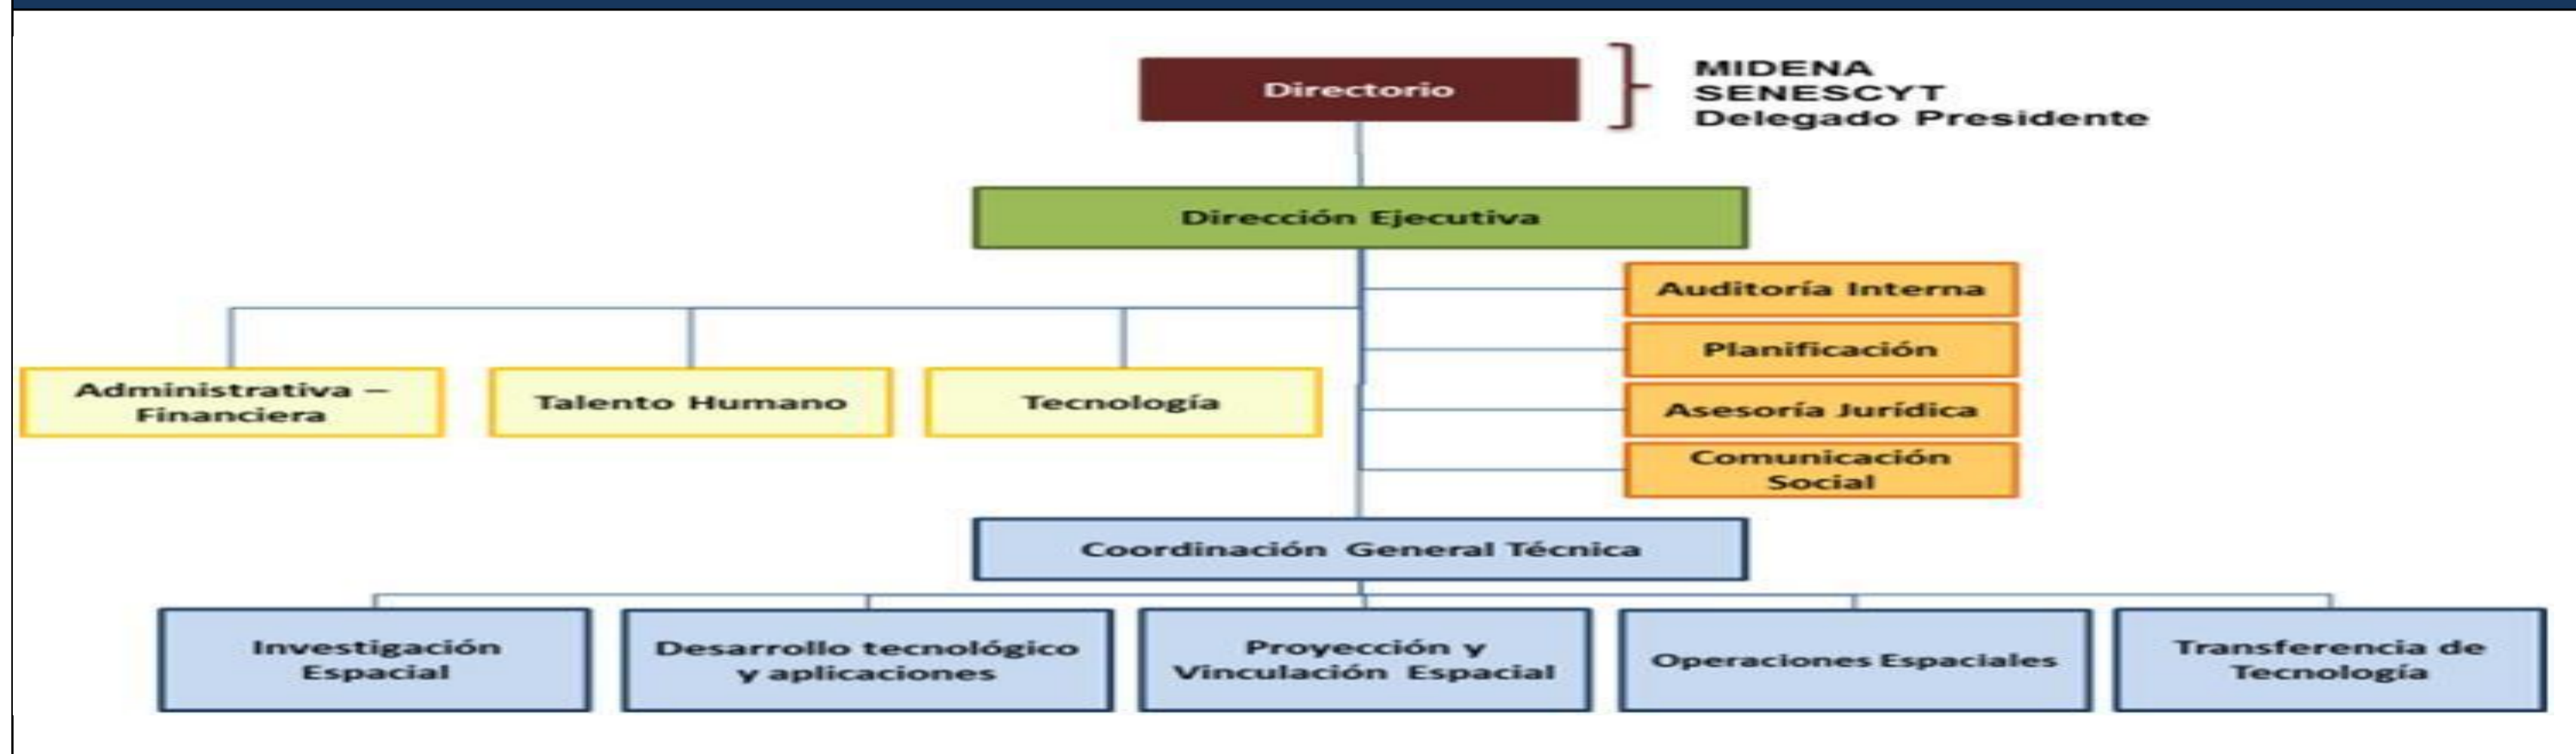 Directorio
MIDENA
SENESCYT
Delegado Presidente
Dirección Ejecutiva
Auditoría Interna
Planificación
Asesoría Jurídica
Comunicación
Social
Administrativa –
Financiera
Talento Humano
Tecnología
Coordinación General Técnica
Investigación
Espacial
Desarrollo tecnológico
y aplicaciones
Proyección y
Vinculación Espacial
Operaciones Espaciales
Transferencia de
Tecnología